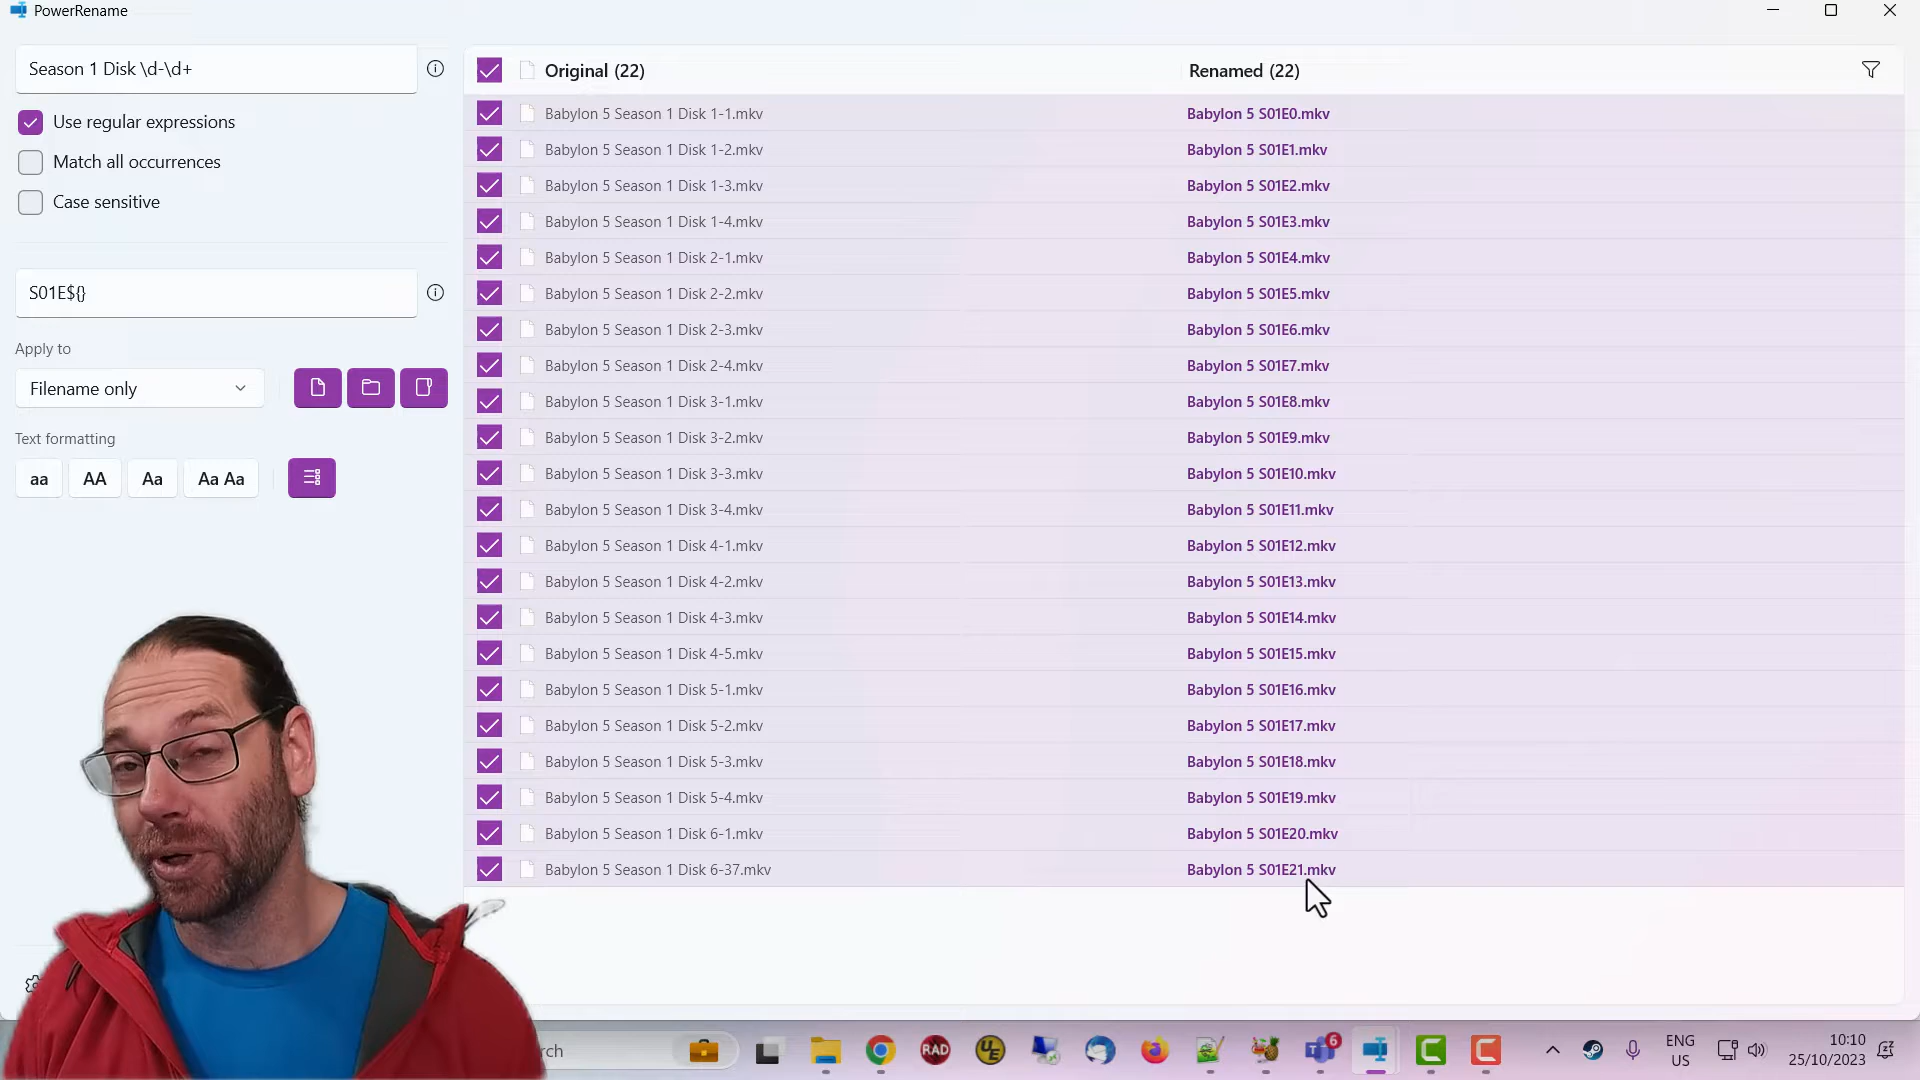 PowerRename
Season 1 Disk \d-\d+
Use regular expressions
Match all occurrences
Case sensitive
S01E${}
Apply to
Filename only
Text formatting
aa AA Aa Aa Aa
Original (22) Renamed (22)
Babylon 5 Season 1 Disk 1-1.mkv Babylon 5 S01E0.mkv
Babylon 5 Season 1 Disk 1-2.mkv Babylon 5 S01E1.mkv
Babylon 5 Season 1 Disk 1-3.mkv Babylon 5 S01E2.mkv
Babylon 5 Season 1 Disk 1-4.mkv Babylon 5 S01E3.mkv
Babylon 5 Season 1 Disk 2-1.mkv Babylon 5 S01E4.mkv
Babylon 5 Season 1 Disk 2-2.mkv Babylon 5 S01E5.mkv
Babylon 5 Season 1 Disk 2-3.mkv Babylon 5 S01E6.mkv
Babylon 5 Season 1 Disk 2-4.mkv Babylon 5 S01E7.mkv
Babylon 5 Season 1 Disk 3-1.mkv Babylon 5 S01E8.mkv
Babylon 5 Season 1 Disk 3-2.mkv Babylon 5 S01E9.mkv
Babylon 5 Season 1 Disk 3-3.mkv Babylon 5 S01E10.mkv
Babylon 5 Season 1 Disk 3-4.mkv Babylon 5 S01E11.mkv
Babylon 5 Season 1 Disk 4-1.mkv Babylon 5 S01E12.mkv
Babylon 5 Season 1 Disk 4-2.mkv Babylon 5 S01E13.mkv
Babylon 5 Season 1 Disk 4-3.mkv Babylon 5 S01E14.mkv
Babylon 5 Season 1 Disk 4-5.mkv Babylon 5 S01E15.mkv
Babylon 5 Season 1 Disk 5-1.mkv Babylon 5 S01E16.mkv
Babylon 5 Season 1 Disk 5-2.mkv Babylon 5 S01E17.mkv
Babylon 5 Season 1 Disk 5-3.mkv Babylon 5 S01E18.mkv
Babylon 5 Season 1 Disk 5-4.mkv Babylon 5 S01E19.mkv
Babylon 5 Season 1 Disk 6-1.mkv Babylon 5 S01E20.mkv
Babylon 5 Season 1 Disk 6-37.mkv Babylon 5 S01E21.mkv
rch RAD UE 6 ENG 10:10
US 25/10/2023